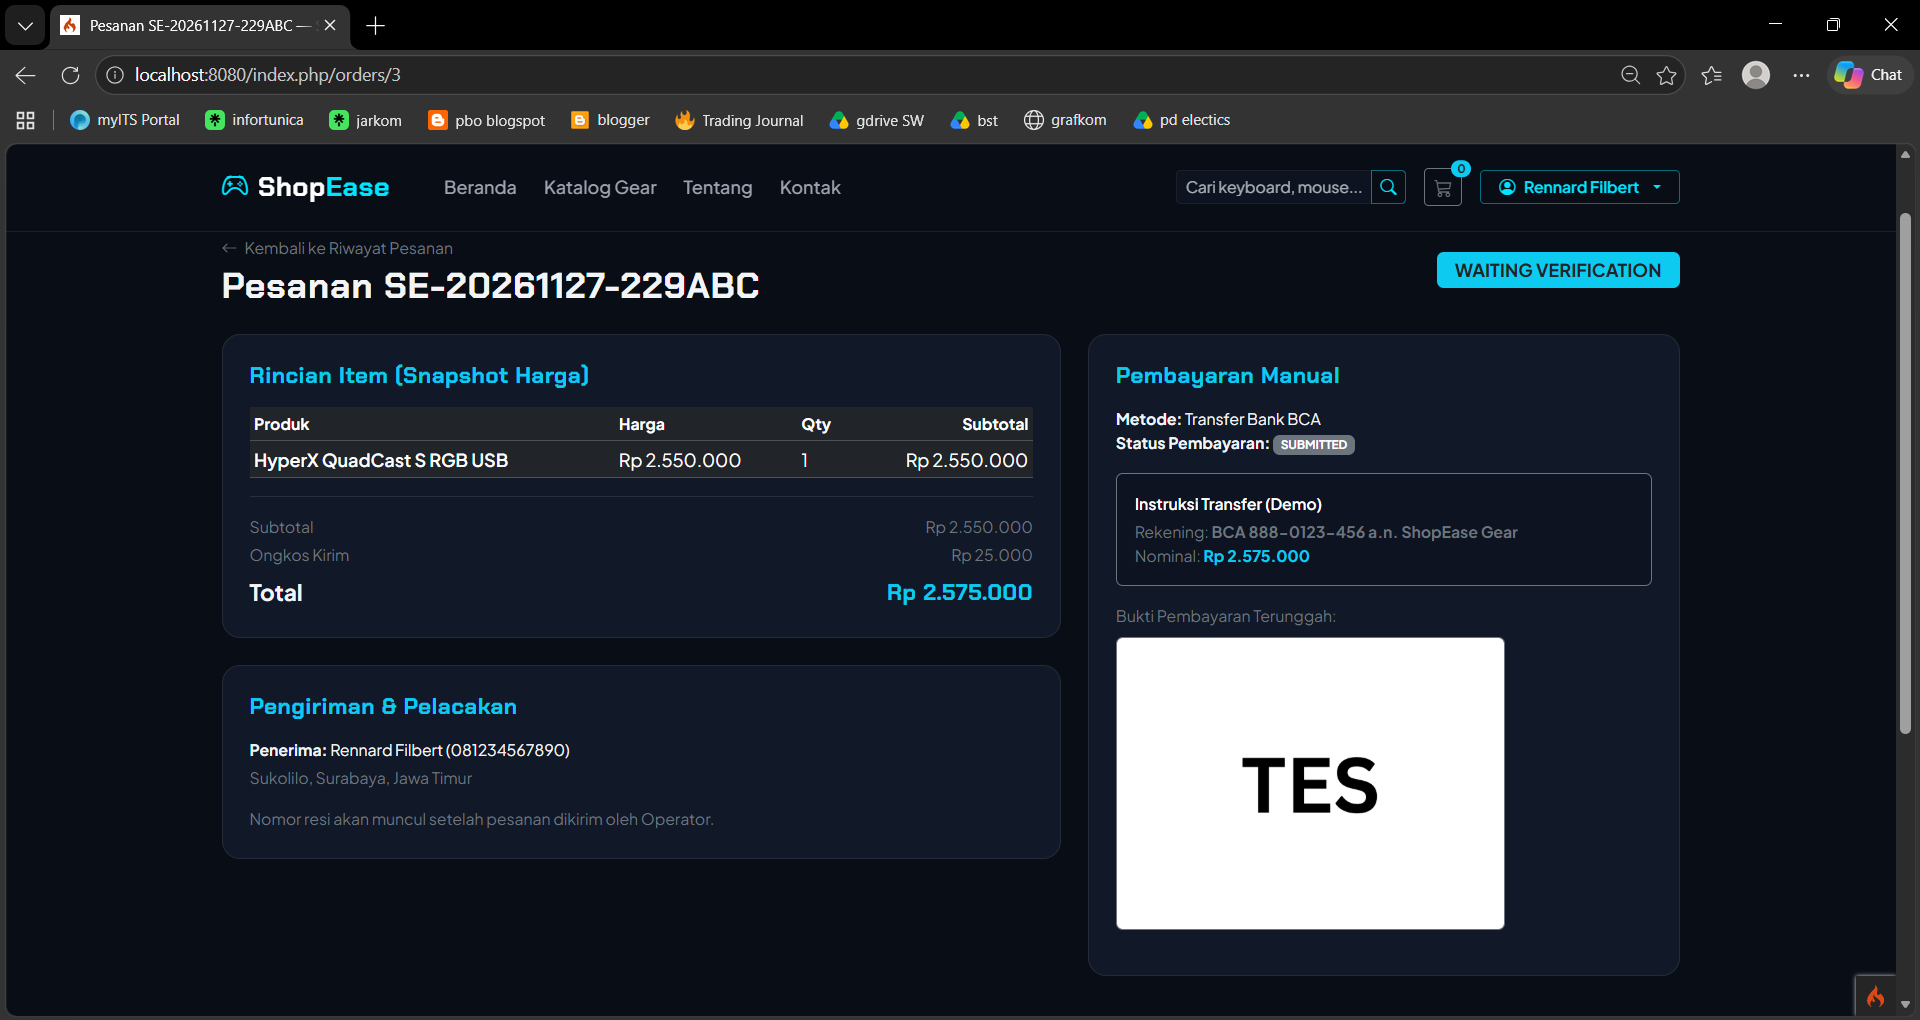 Pesanan SE-20261127-229ABC —
localhost:8080/index.php/orders/3
Chat
myITS Portal
infortunica
jarkom
pbo blogspot
blogger
Trading Journal
gdrive SW
bst
grafkom
pd electics
ShopEase
Beranda
Katalog Gear
Tentang
Kontak
Cari keyboard, mouse...
0
Rennard Filbert
← Kembali ke Riwayat Pesanan
Pesanan SE-20261127-229ABC
WAITING VERIFICATION
Rincian Item (Snapshot Harga)
Produk Harga Qty Subtotal
HyperX QuadCast S RGB USB Rp 2.550.000 1 Rp 2.550.000
Subtotal Rp 2.550.000
Ongkos Kirim Rp 25.000
Total Rp 2.575.000
Pengiriman & Pelacakan
Penerima: Rennard Filbert (081234567890)
Sukolilo, Surabaya, Jawa Timur
Nomor resi akan muncul setelah pesanan dikirim oleh Operator.
Pembayaran Manual
Metode: Transfer Bank BCA
Status Pembayaran: SUBMITTED
Instruksi Transfer (Demo)
Rekening: BCA 888-0123-456 a.n. ShopEase Gear
Nominal: Rp 2.575.000
Bukti Pembayaran Terunggah:
TES